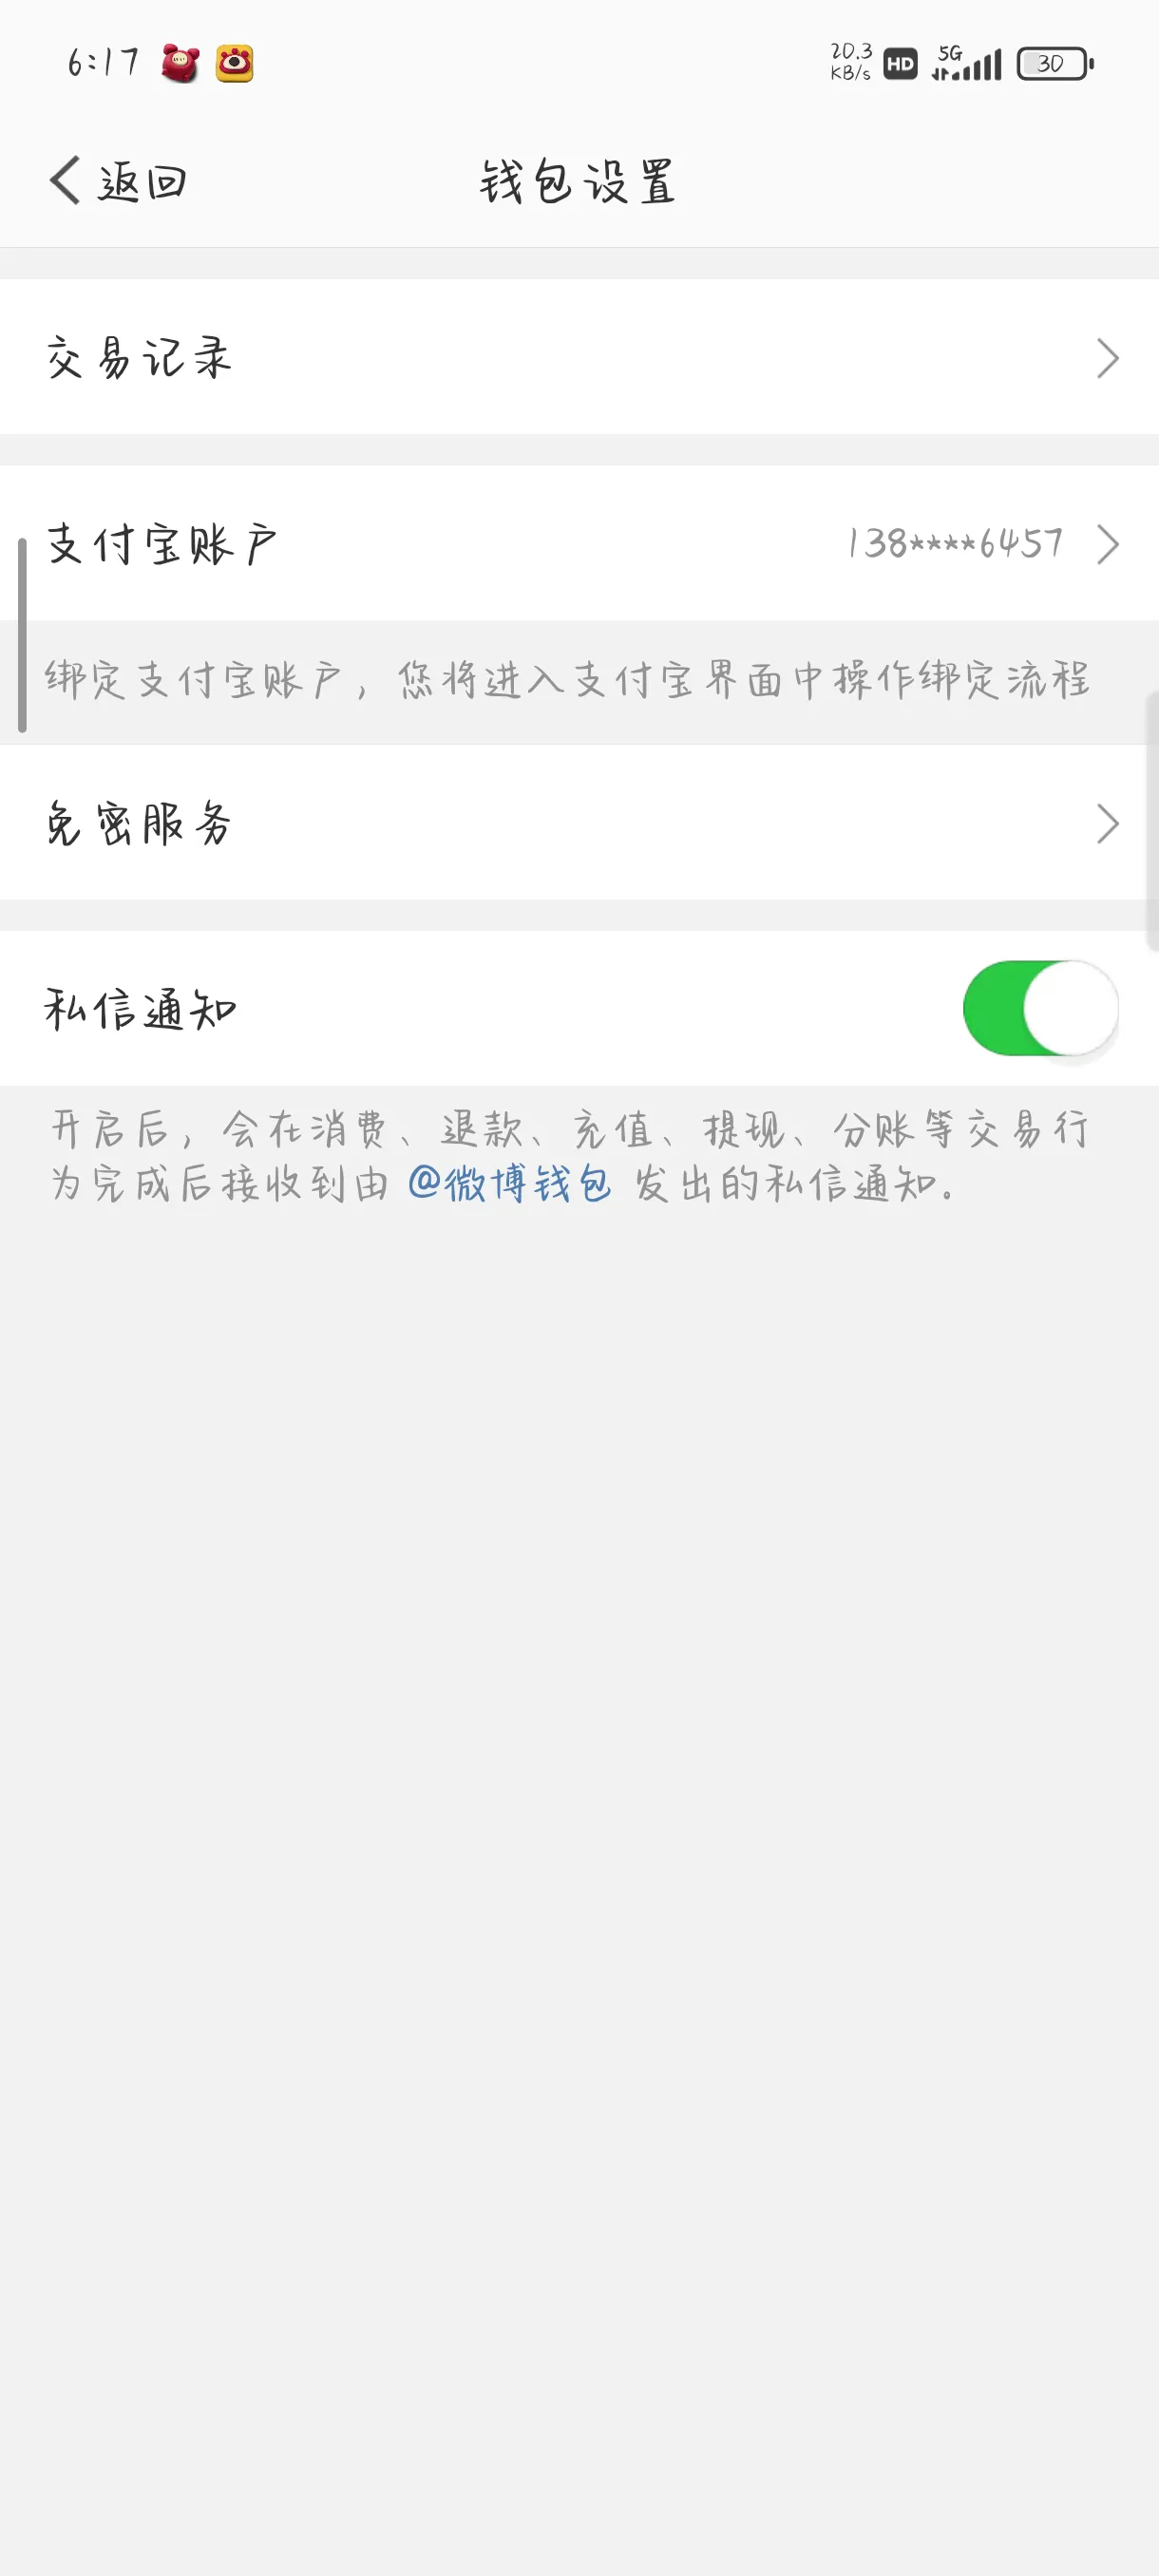 6:17
20.3
KB/s
HD
5G
30
返回
钱包设置
交易记录
支付宝账户
138****6457
绑定支付宝账户，您将进入支付宝界面中操作绑定流程
免密服务
私信通知
开启后，会在消费、退款、充值、提现、分账等交易行
为完成后接收到由 @微博钱包 发出的私信通知。